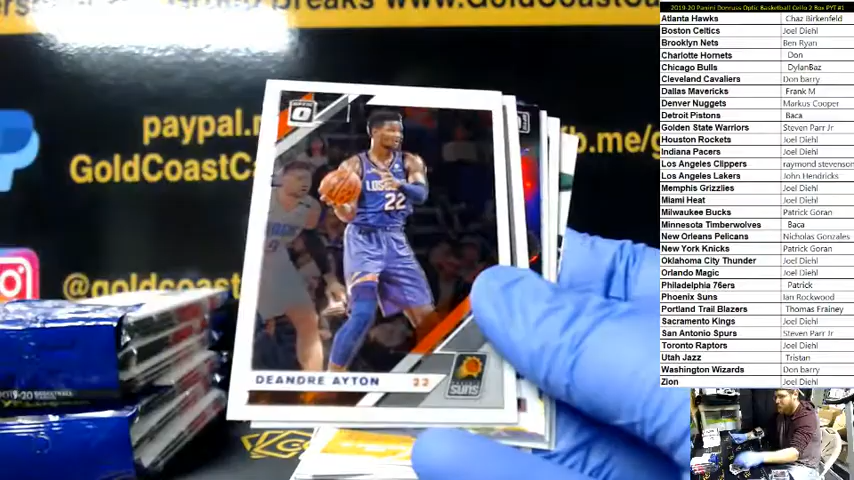 paypal.
GoldCoastCa
fb.me/g
@goldcoast
OPTIC
LOS
22
DEANDRE AYTON 22
SUNS
2019-20 BASKETBALL
2019-20 Panini Donruss Optic Basketball Cello 2 Box PYT #1
Atlanta Hawks Chaz Birkenfeld
Boston Celtics Joel Diehl
Brooklyn Nets Ben Ryan
Charlotte Hornets Don
Chicago Bulls DylanBaz
Cleveland Cavaliers Don barry
Dallas Mavericks Frank M
Denver Nuggets Markus Cooper
Detroit Pistons Baca
Golden State Warriors Steven Parr Jr
Houston Rockets Joel Diehl
Indiana Pacers Joel Diehl
Los Angeles Clippers raymond stevenson
Los Angeles Lakers John Hendricks
Memphis Grizzlies Joel Diehl
Miami Heat Joel Diehl
Milwaukee Bucks Patrick Goran
Minnesota Timberwolves Baca
New Orleans Pelicans Nicholas Gonzales
New York Knicks Patrick Goran
Oklahoma City Thunder Joel Diehl
Orlando Magic Joel Diehl
Philadelphia 76ers Patrick
Phoenix Suns Ian Rockwood
Portland Trail Blazers Thomas Frainey
Sacramento Kings Joel Diehl
San Antonio Spurs Steven Parr Jr
Toronto Raptors Joel Diehl
Utah Jazz Tristan
Washington Wizards Don barry
Zion Joel Diehl